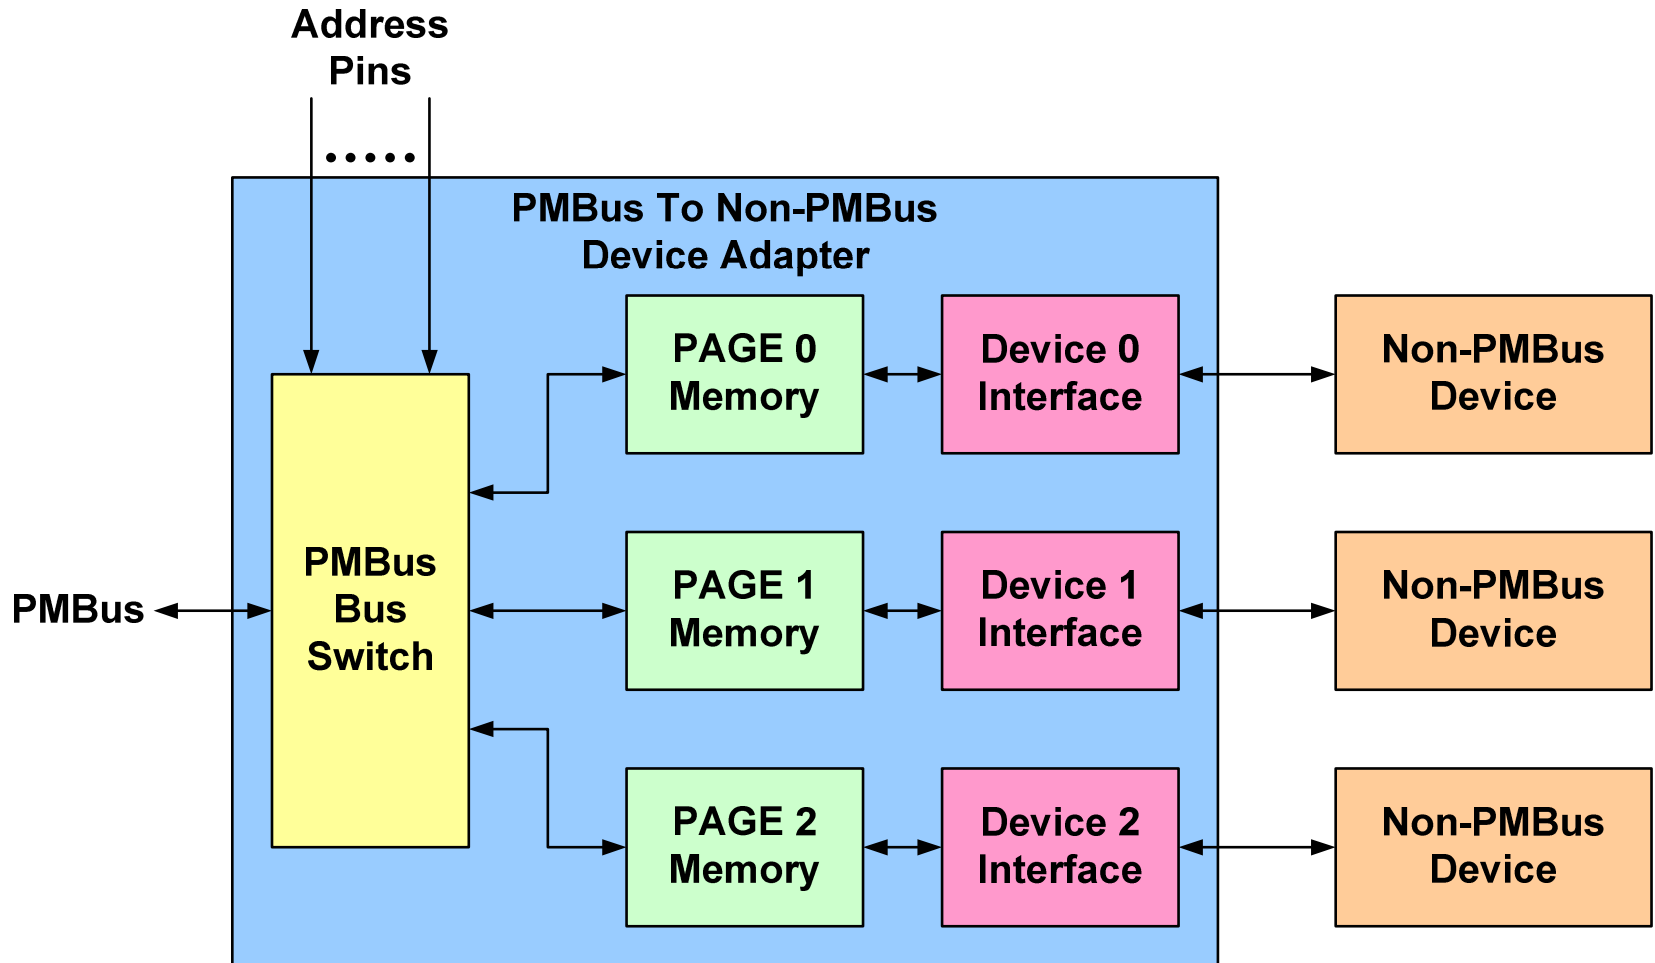 Address
Pins
PMBus To Non-PMBus
Device Adapter
PMBus
PMBus
Bus
Switch
PAGE 0
Memory
Device 0
Interface
Non-PMBus
Device
PAGE 1
Memory
Device 1
Interface
Non-PMBus
Device
PAGE 2
Memory
Device 2
Interface
Non-PMBus
Device